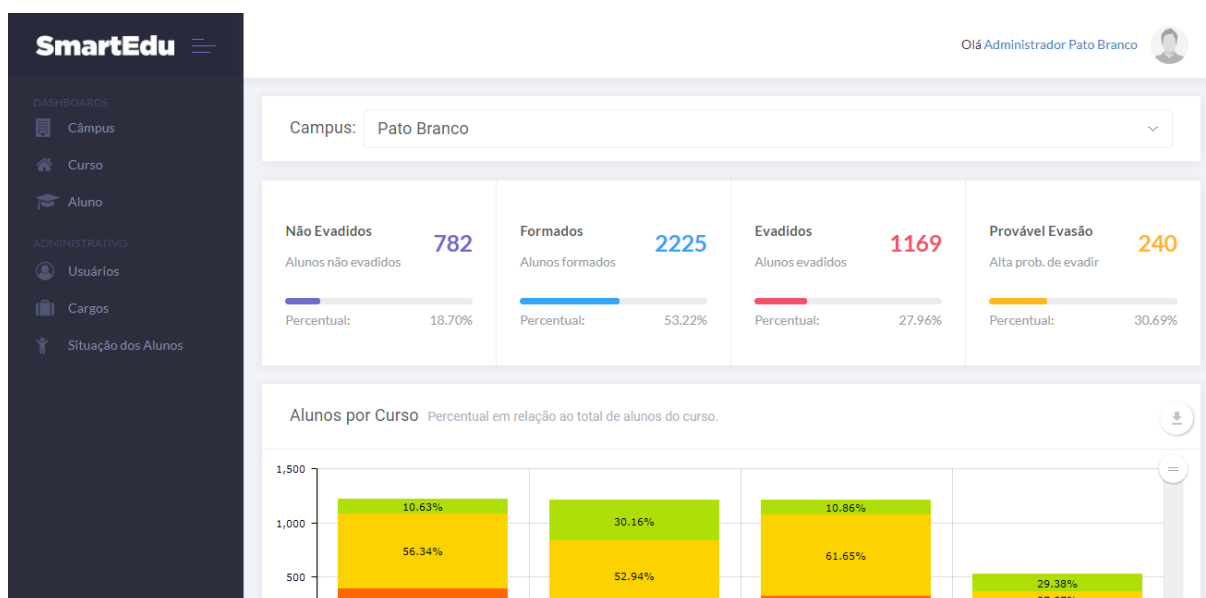 SmartEdu
Olá Administrador Pato Branco
DASHBOARDS
Câmpus
Curso
Aluno
ADMINISTRATIVO
Usuários
Cargos
Situação dos Alunos
Campus: Pato Branco
Não Evadidos
782
Alunos não evadidos
Percentual: 18.70%
Formados
2225
Alunos formados
Percentual: 53.22%
Evadidos
1169
Alunos evadidos
Percentual: 27.96%
Provável Evasão
240
Alta prob. de evadir
Percentual: 30.69%
Alunos por Curso Percentual em relação ao total de alunos do curso.
1,500
1,000
500
10.63%
56.34%
30.16%
52.94%
10.86%
61.65%
29.38%